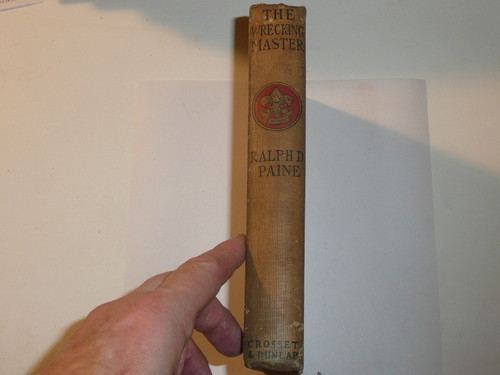 THE
WRECKING
MASTER
RALPH D.
PAINE
GROSSET
& DUNLAP